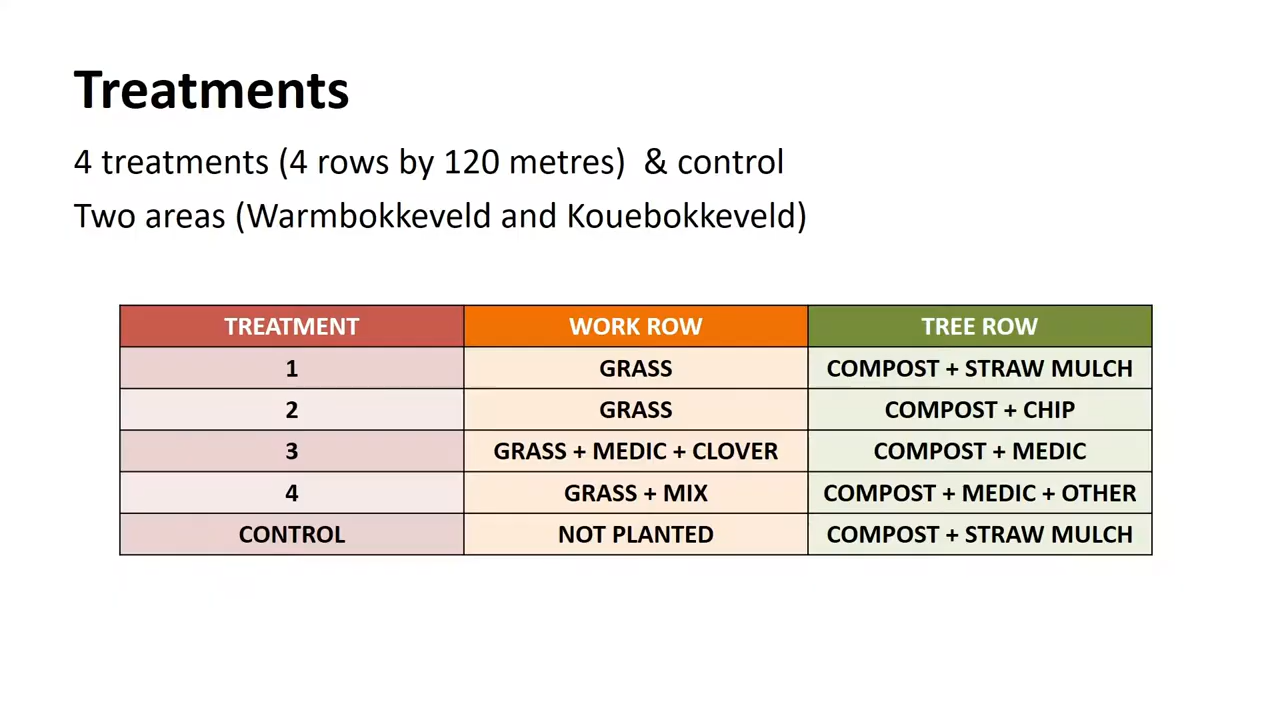 Treatments
4 treatments (4 rows by 120 metres)  & control
Two areas (Warmbokkeveld and Kouebokkeveld)
TREATMENT WORK ROW TREE ROW
1 GRASS COMPOST + STRAW MULCH
2 GRASS COMPOST + CHIP
3 GRASS + MEDIC + CLOVER COMPOST + MEDIC
4 GRASS + MIX COMPOST + MEDIC + OTHER
CONTROL NOT PLANTED COMPOST + STRAW MULCH